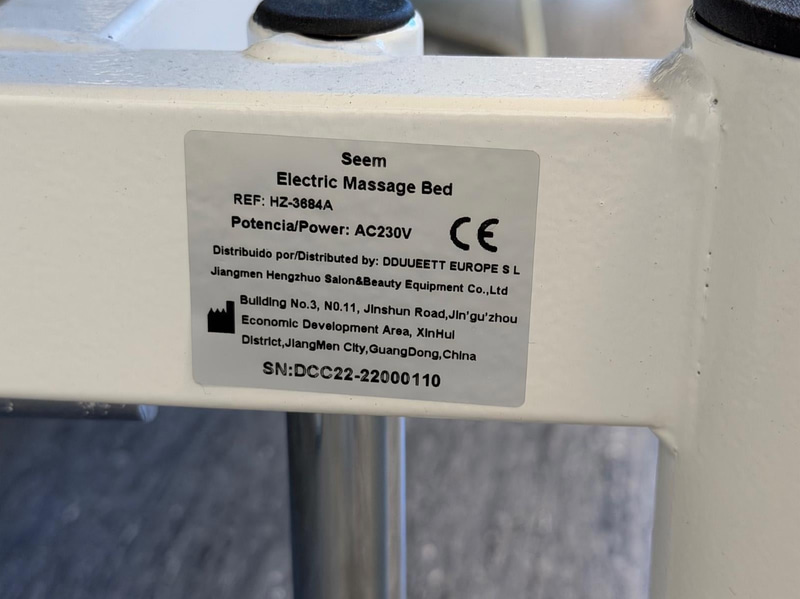 Seem
Electric Massage Bed
REF: HZ-3684A
Potencia/Power: AC230V
CE
Distribuido por/Distributed by: DDUUEETT EUROPE S L
Jiangmen Hengzhuo Salon&Beauty Equipment Co.,Ltd
Building No.3, N0.11, Jinshun Road,Jin'gu'zhou
Economic Development Area, XinHui
District,JiangMen City,GuangDong,China
SN:DCC22-22000110